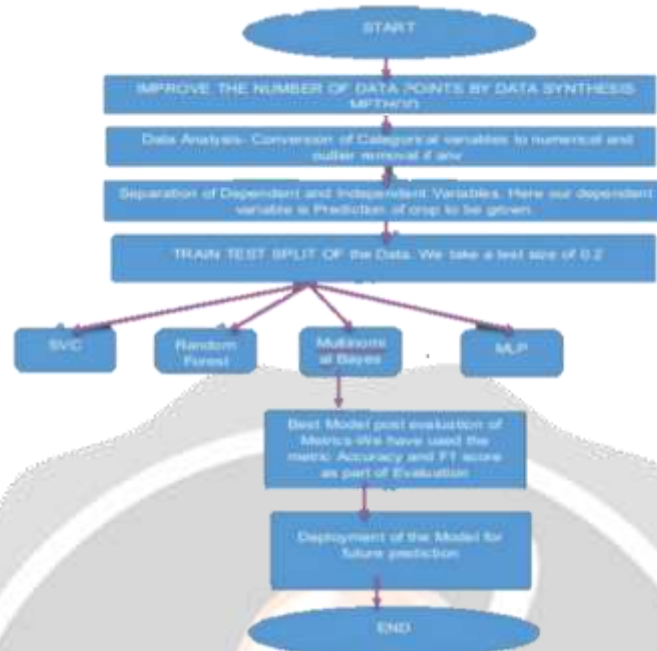 START
IMPROVE THE NUMBER OF DATA POINTS BY DATA SYNTHESIS
METHOD
Data Analysis- Conversion of Categorical variables to numerical and
outlier removal if any
Separation of Dependent and Independent Variables. Here our dependent
variable is Prediction of crop to be grown
TRAIN TEST SPLIT OF the Data. We take a test size of 0.2
SVC
Random
Forest
Multinomi
al Bayes
MLP
Best Model post evaluation of
Metrics-We have used the
metric Accuracy and F1 score
as part of Evaluation
Deployment of the Model for
future prediction
END